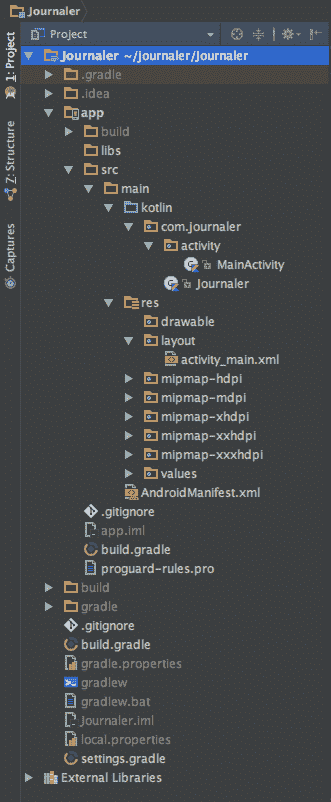 Journaler
Project
Journaler ~/journaler/Journaler
.gradle
.idea
app
build
libs
src
main
kotlin
com.journaler
activity
MainActivity
Journaler
res
drawable
layout
activity_main.xml
mipmap-hdpi
mipmap-mdpi
mipmap-xhdpi
mipmap-xxhdpi
mipmap-xxxhdpi
values
AndroidManifest.xml
.gitignore
app.iml
build.gradle
proguard-rules.pro
build
gradle
.gitignore
build.gradle
gradle.properties
gradlew
gradlew.bat
Journaler.iml
local.properties
settings.gradle
External Libraries
1: Project
Z: Structure
Captures